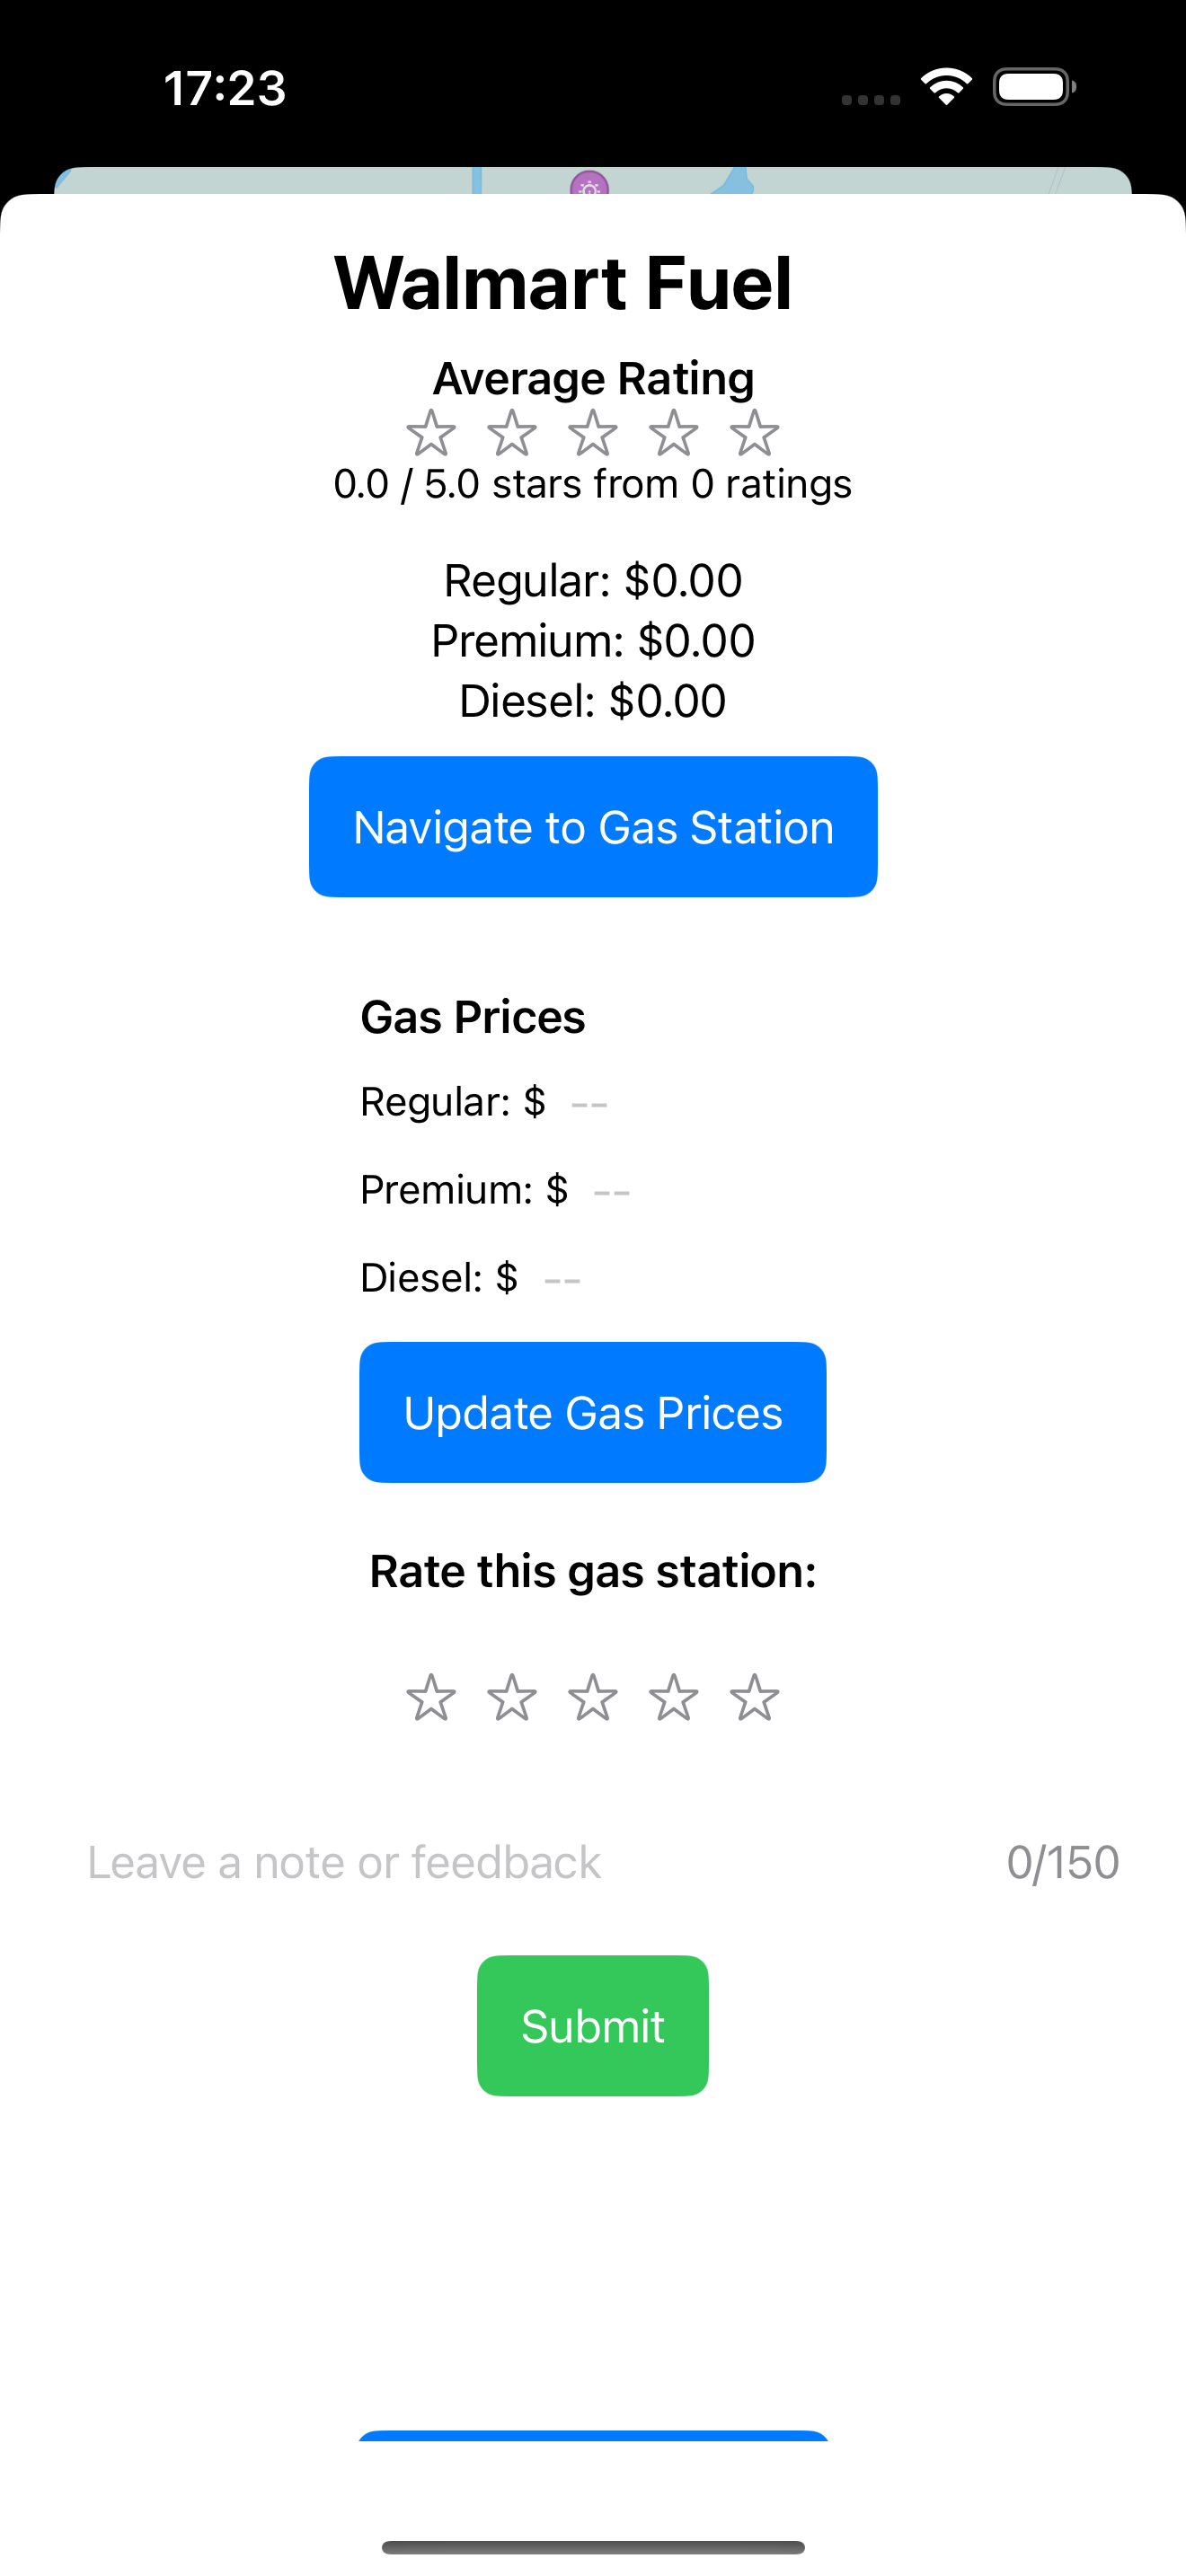 17:23
Walmart Fuel
Average Rating
0.0 / 5.0 stars from 0 ratings
Regular: $0.00
Premium: $0.00
Diesel: $0.00
Navigate to Gas Station
Gas Prices
Regular: $ --
Premium: $ --
Diesel: $ --
Update Gas Prices
Rate this gas station:
Leave a note or feedback 0/150
Submit